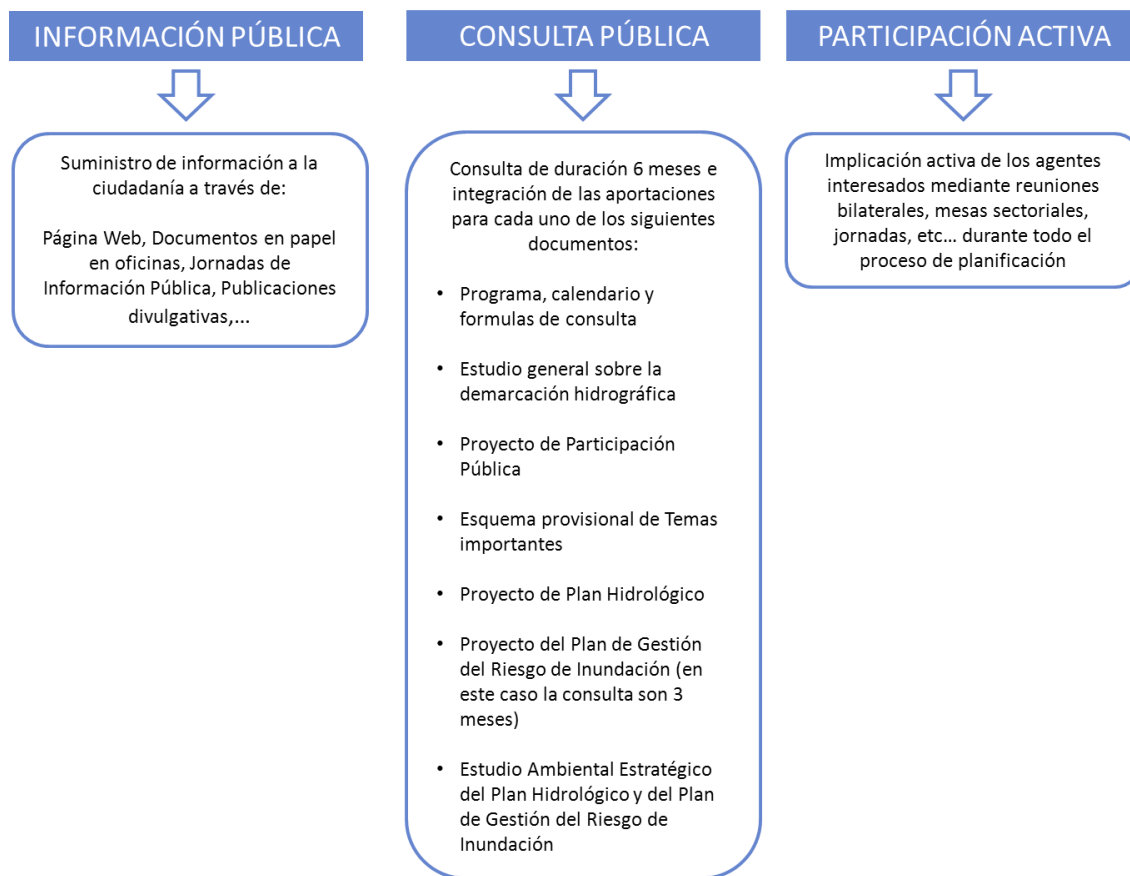 INFORMACIÓN PÚBLICA
Suministro de información a la
ciudadanía a través de:
Página Web, Documentos en papel
en oficinas, Jornadas de
Información Pública, Publicaciones
divulgativas,...
CONSULTA PÚBLICA
Consulta de duración 6 meses e
integración de las aportaciones
para cada uno de los siguientes
documentos:
• Programa, calendario y
formulas de consulta
• Estudio general sobre la
demarcación hidrográfica
• Proyecto de Participación
Pública
• Esquema provisional de Temas
importantes
• Proyecto de Plan Hidrológico
• Proyecto del Plan de Gestión
del Riesgo de Inundación (en
este caso la consulta son 3
meses)
• Estudio Ambiental Estratégico
del Plan Hidrológico y del Plan
de Gestión del Riesgo de
Inundación
PARTICIPACIÓN ACTIVA
Implicación activa de los agentes
interesados mediante reuniones
bilaterales, mesas sectoriales,
jornadas, etc... durante todo el
proceso de planificación